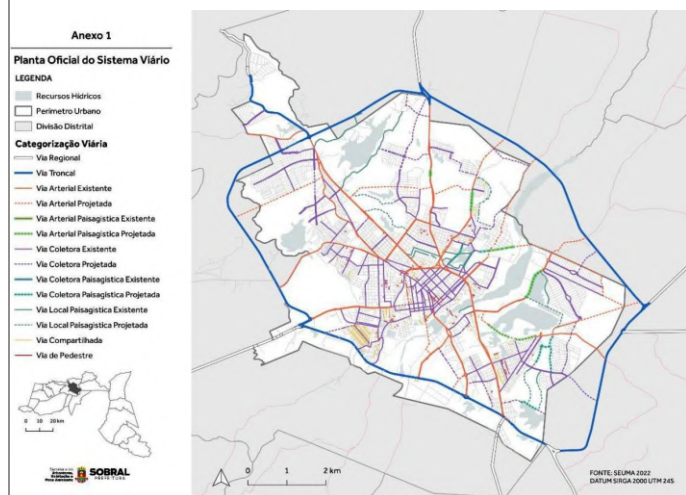 Anexo 1
Planta Oficial do Sistema Viário
LEGENDA
Recursos Hídricos
Perímetro Urbano
Divisão Distrital
Categorização Viária
Via Regional
Via Troncal
Via Arterial Existente
Via Arterial Projetada
Via Arterial Paisagística Existente
Via Arterial Paisagística Projetada
Via Coletora Existente
Via Coletora Projetada
Via Coletora Paisagística Existente
Via Coletora Paisagística Projetada
Via Local Paisagística Existente
Via Local Paisagística Projetada
Via Compartilhada
Via de Pedestre
0 10 20 km
SOBRAL
PREFEITURA
0 1 2 km
FONTE: SEUMA 2022
DATUM SIRGA 2000 UTM 24S